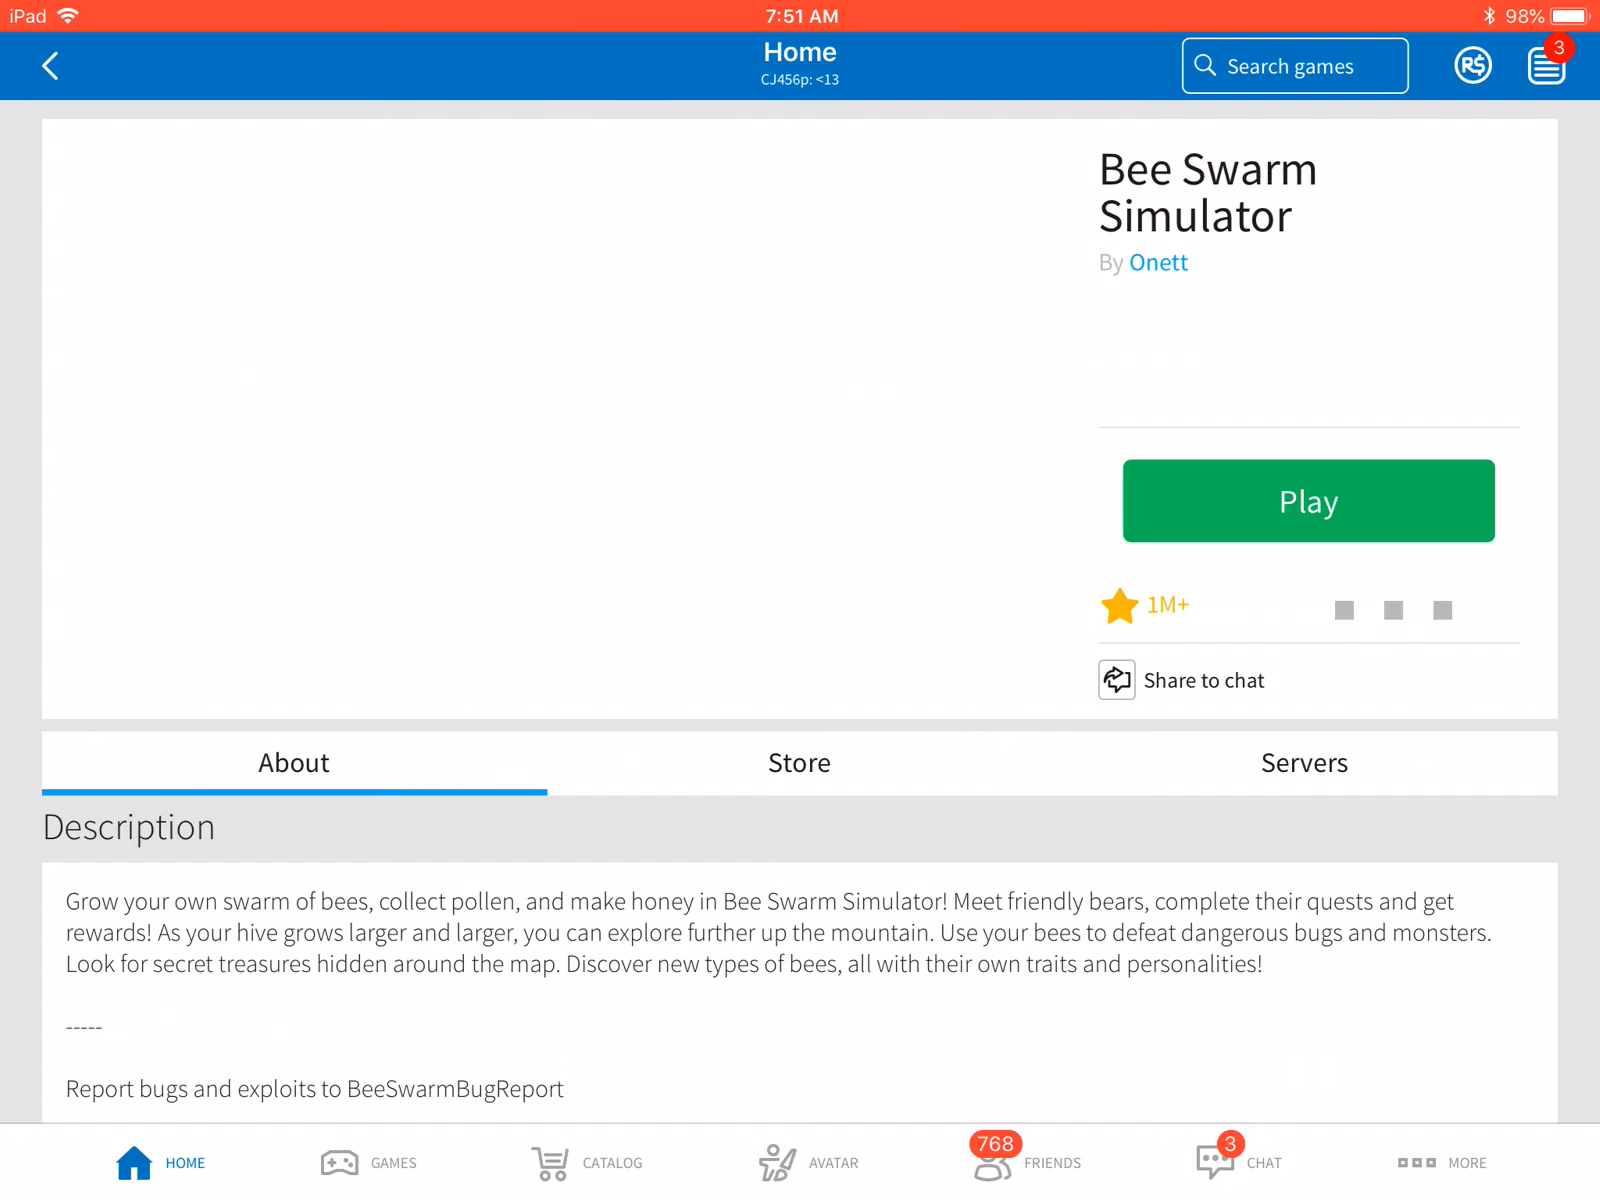 iPad 7:51 AM 98%
Home
CJ456p: <13
Search games
R$
3
Bee Swarm
Simulator
By Onett
Play
1M+
Share to chat
About Store Servers
Description
Grow your own swarm of bees, collect pollen, and make honey in Bee Swarm Simulator! Meet friendly bears, complete their quests and get
rewards! As your hive grows larger and larger, you can explore further up the mountain. Use your bees to defeat dangerous bugs and monsters.
Look for secret treasures hidden around the map. Discover new types of bees, all with their own traits and personalities!
-----
Report bugs and exploits to BeeSwarmBugReport
HOME GAMES CATALOG AVATAR 768 FRIENDS 3 CHAT MORE